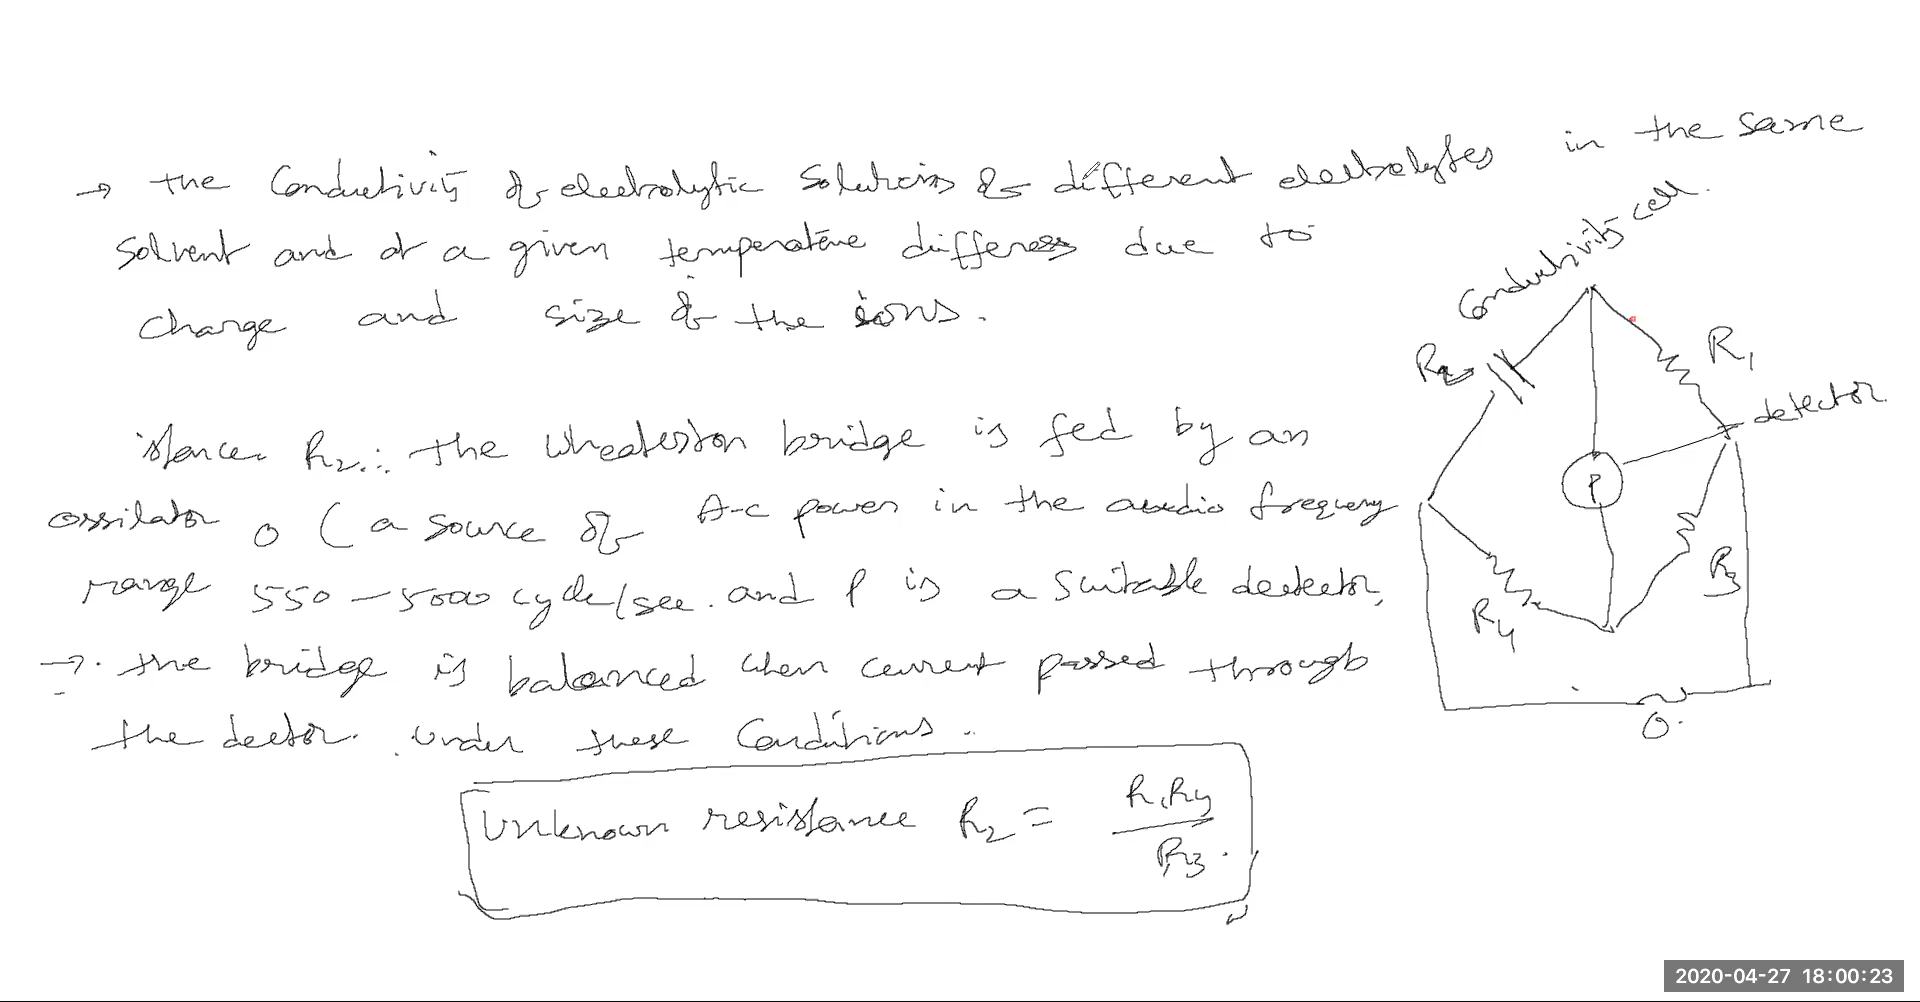 → the Conductivity of electrolytic Solutions of different electrolytes in the same
Solvent and at a given temperature differes due to
Charge and size of the ions.
istance R2 ∴ the Wheatston bridge is fed by an
ossilator O ( a source of A-C power in the audio frequency
range 550 - 5000 cycle/sec. and P is a suitable detector,
→. the bridge is balanced when current passed through
the dector. Under these Conditions.
Unknown resistance R2 = R1R4
R3.
Conductivity cell.
R2
R1
detector
P
R3
R4
O.
2020-04-27 18:00:23